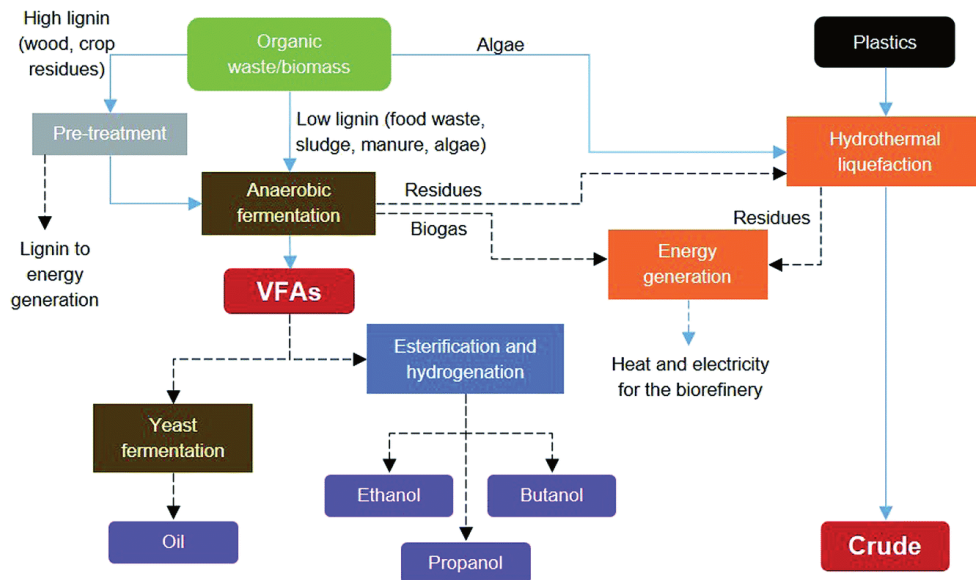 High lignin
(wood, crop
residues)
Organic
waste/biomass
Algae
Plastics
Pre-treatment
Low lignin (food waste,
sludge, manure, algae)
Hydrothermal
liquefaction
Anaerobic
fermentation
Residues
Biogas
Residues
Lignin to
energy
generation
Energy
generation
VFAs
Esterification and
hydrogenation
Heat and electricity
for the biorefinery
Yeast
fermentation
Ethanol
Butanol
Oil
Propanol
Crude